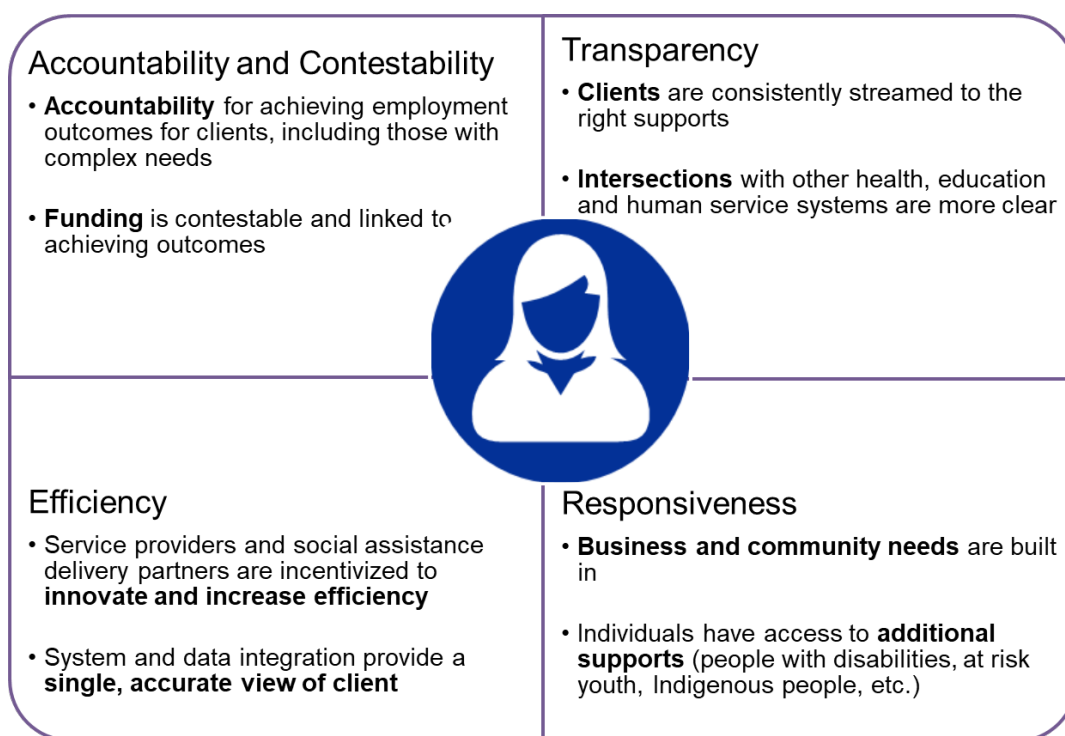 Accountability and Contestability
• Accountability for achieving employment
outcomes for clients, including those with
complex needs
• Funding is contestable and linked to
achieving outcomes
Transparency
• Clients are consistently streamed to the
right supports
• Intersections with other health, education
and human service systems are more clear
Efficiency
• Service providers and social assistance
delivery partners are incentivized to
innovate and increase efficiency
• System and data integration provide a
single, accurate view of client
Responsiveness
• Business and community needs are built
in
• Individuals have access to additional
supports (people with disabilities, at risk
youth, Indigenous people, etc.)